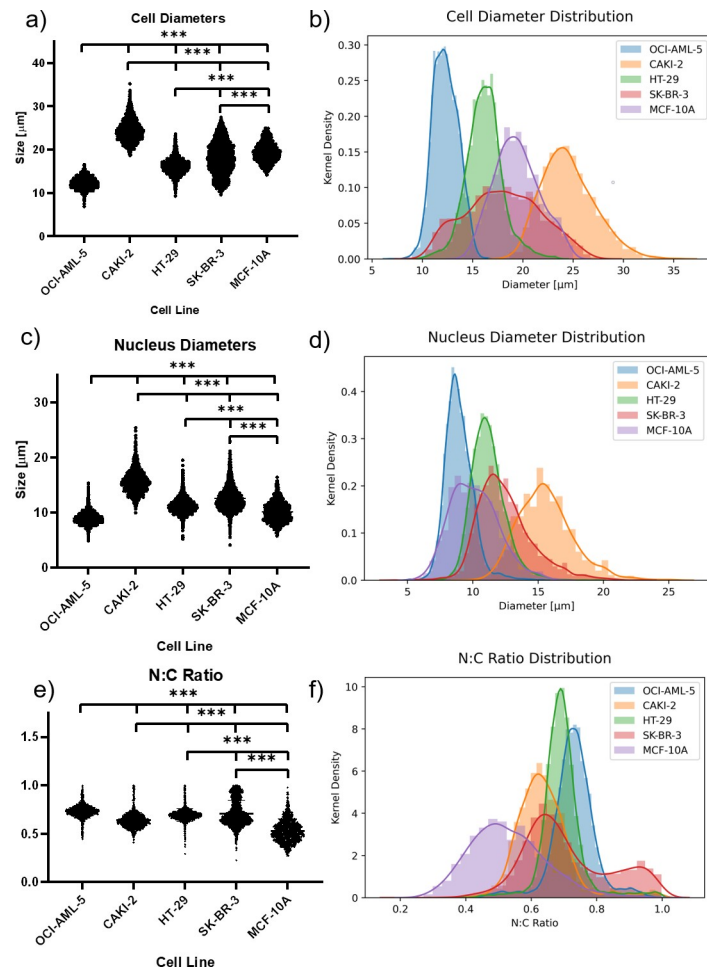 a)
Cell Diameters
***
***
***
***
Size [µm]
40
30
20
10
0
OCI-AML-5
CAKI-2
HT-29
SK-BR-3
MCF-10A
Cell Line
b)
Cell Diameter Distribution
OCI-AML-5
CAKI-2
HT-29
SK-BR-3
MCF-10A
Kernel Density
0.30
0.25
0.20
0.15
0.10
0.05
0.00
5 10 15 20 25 30 35
Diameter [µm]
c)
Nucleus Diameters
***
***
***
***
Size [µm]
30
20
10
0
OCI-AML-5
CAKI-2
HT-29
SK-BR-3
MCF-10A
Cell Line
d)
Nucleus Diameter Distribution
OCI-AML-5
CAKI-2
HT-29
SK-BR-3
MCF-10A
Kernel Density
0.4
0.3
0.2
0.1
0.0
5 10 15 20 25
Diameter [µm]
e)
N:C Ratio
***
***
***
***
1.5
1.0
0.5
0.0
OCI-AML-5
CAKI-2
HT-29
SK-BR-3
MCF-10A
Cell Line
f)
N:C Ratio Distribution
OCI-AML-5
CAKI-2
HT-29
SK-BR-3
MCF-10A
Kernel Density
10
8
6
4
2
0
0.2 0.4 0.6 0.8 1.0
N:C Ratio